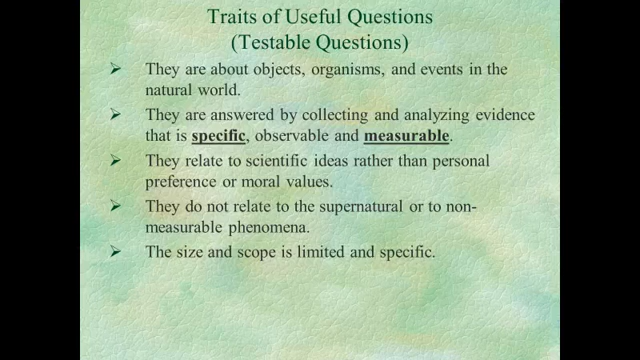 Traits of Useful Questions
(Testable Questions)
They are about objects, organisms, and events in the
natural world.
They are answered by collecting and analyzing evidence
that is specific, observable and measurable.
They relate to scientific ideas rather than personal
preference or moral values.
They do not relate to the supernatural or to non-
measurable phenomena.
The size and scope is limited and specific.